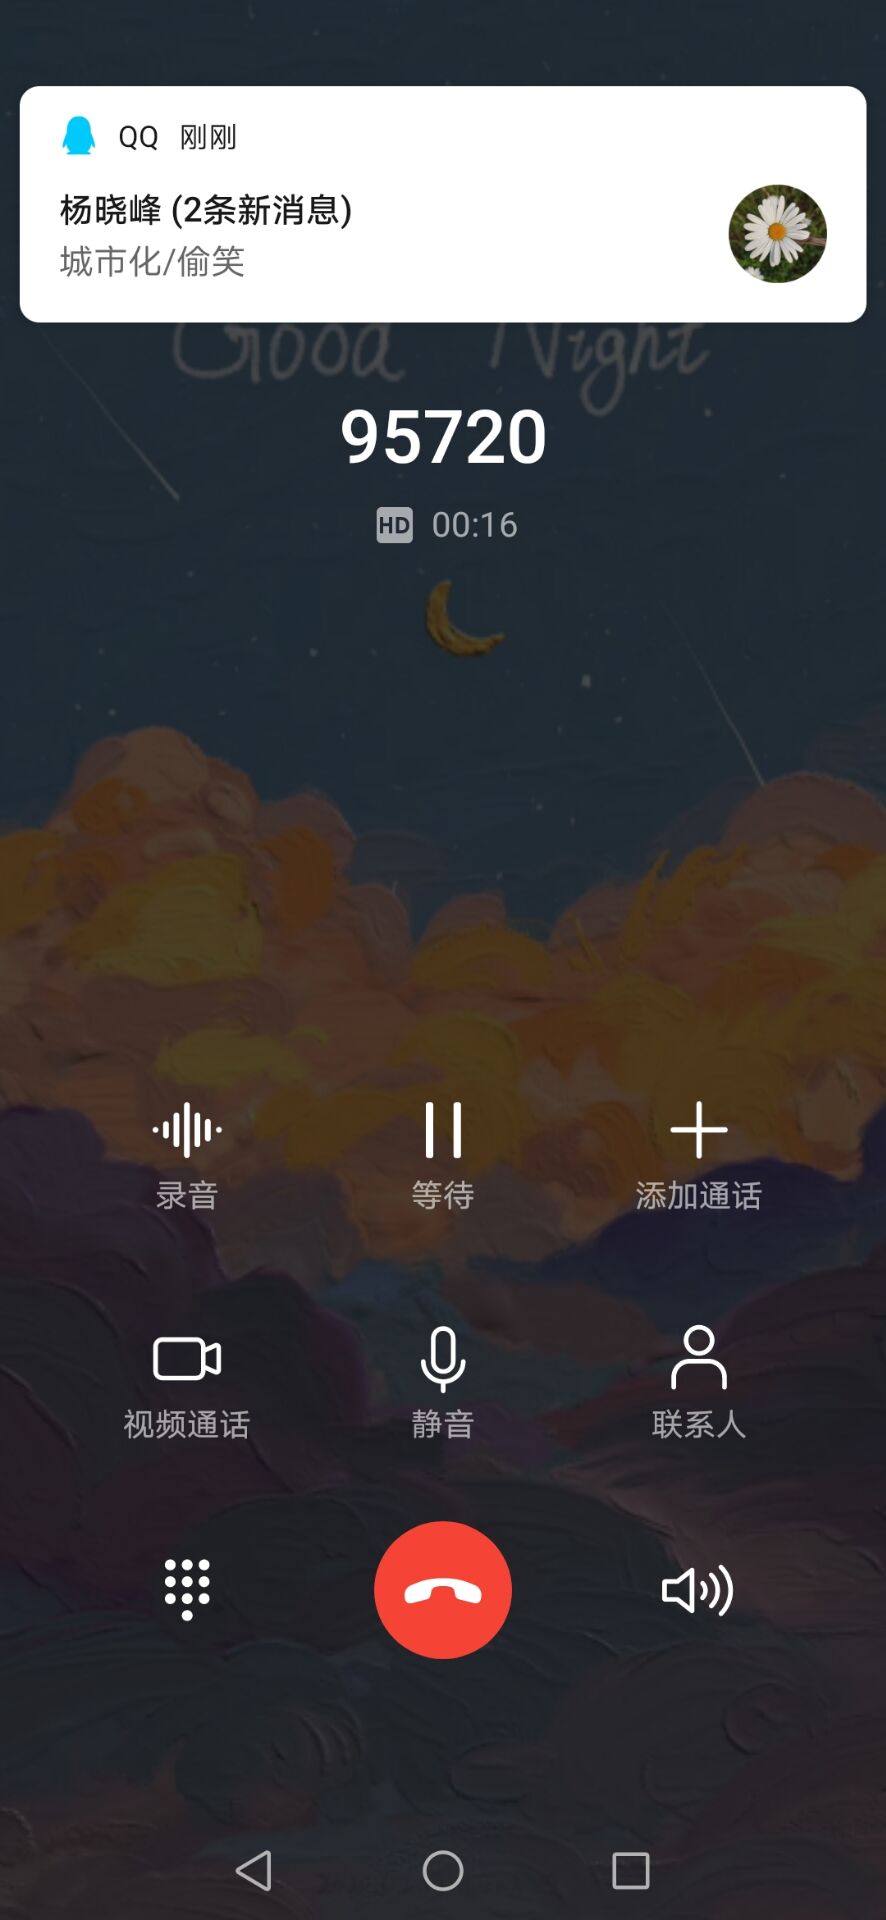 QQ 刚刚
杨晓峰 (2条新消息)
城市化/偷笑
Good Night
95720
HD 00:16
录音 等待 添加通话
视频通话 静音 联系人